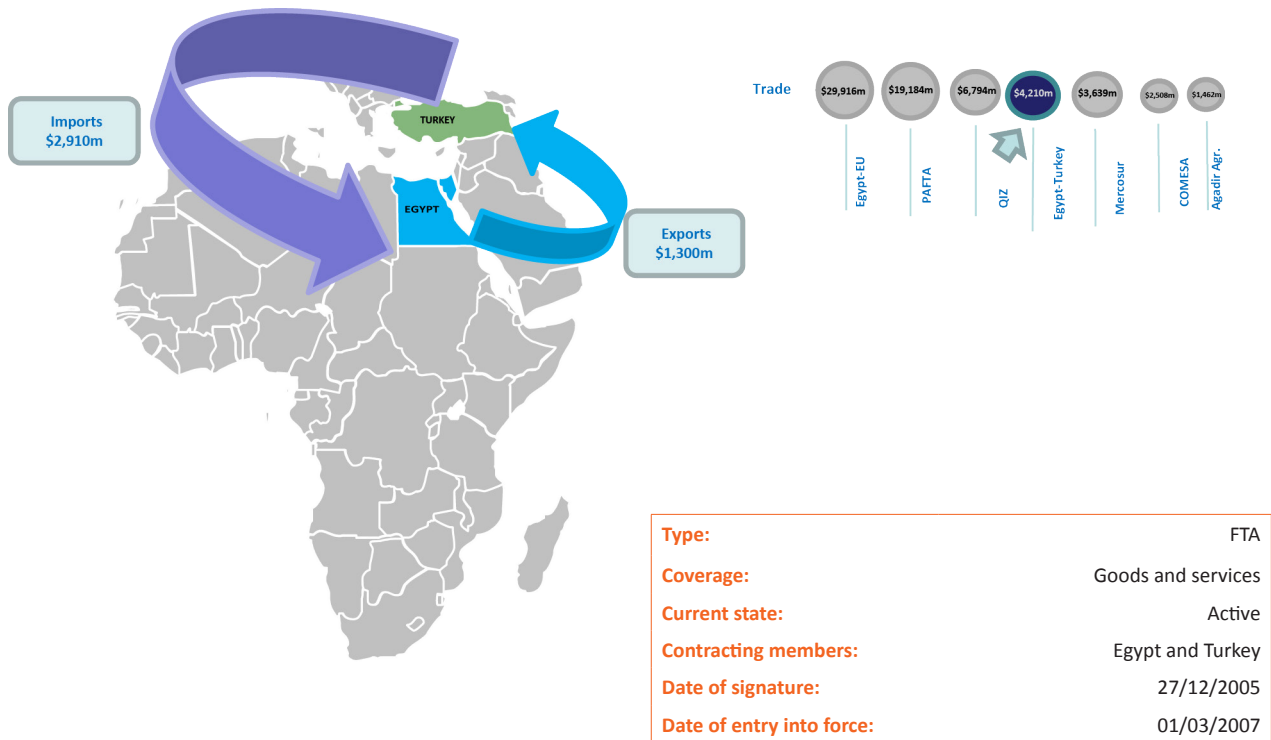 Imports
$2,910m
TURKEY
EGYPT
Exports
$1,300m
Trade
$29,916m
$19,184m
$6,794m
$4,210m
$3,639m
$2,508m
$1,462m
Egypt-EU
PAFTA
QIZ
Egypt-Turkey
Mercosur
COMESA
Agadir Agr.
Type: FTA
Coverage: Goods and services
Current state: Active
Contracting members: Egypt and Turkey
Date of signature: 27/12/2005
Date of entry into force: 01/03/2007